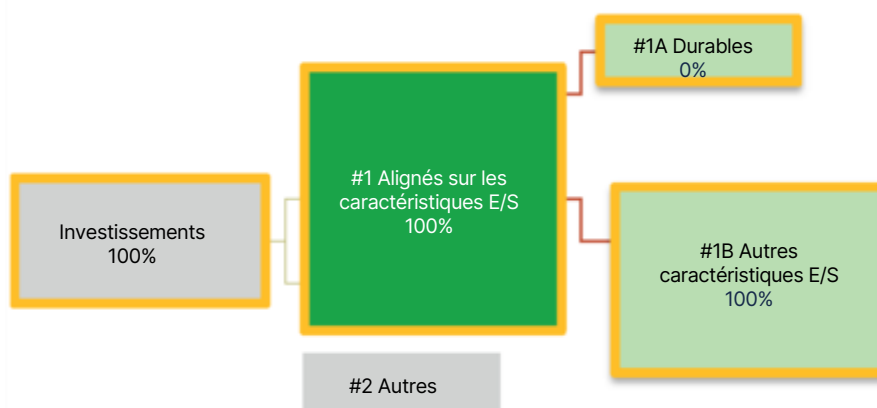 Investissements
100%
#1 Alignés sur les
caractéristiques E/S
100%
#2 Autres
#1A Durables
0%
#1B Autres
caractéristiques E/S
100%